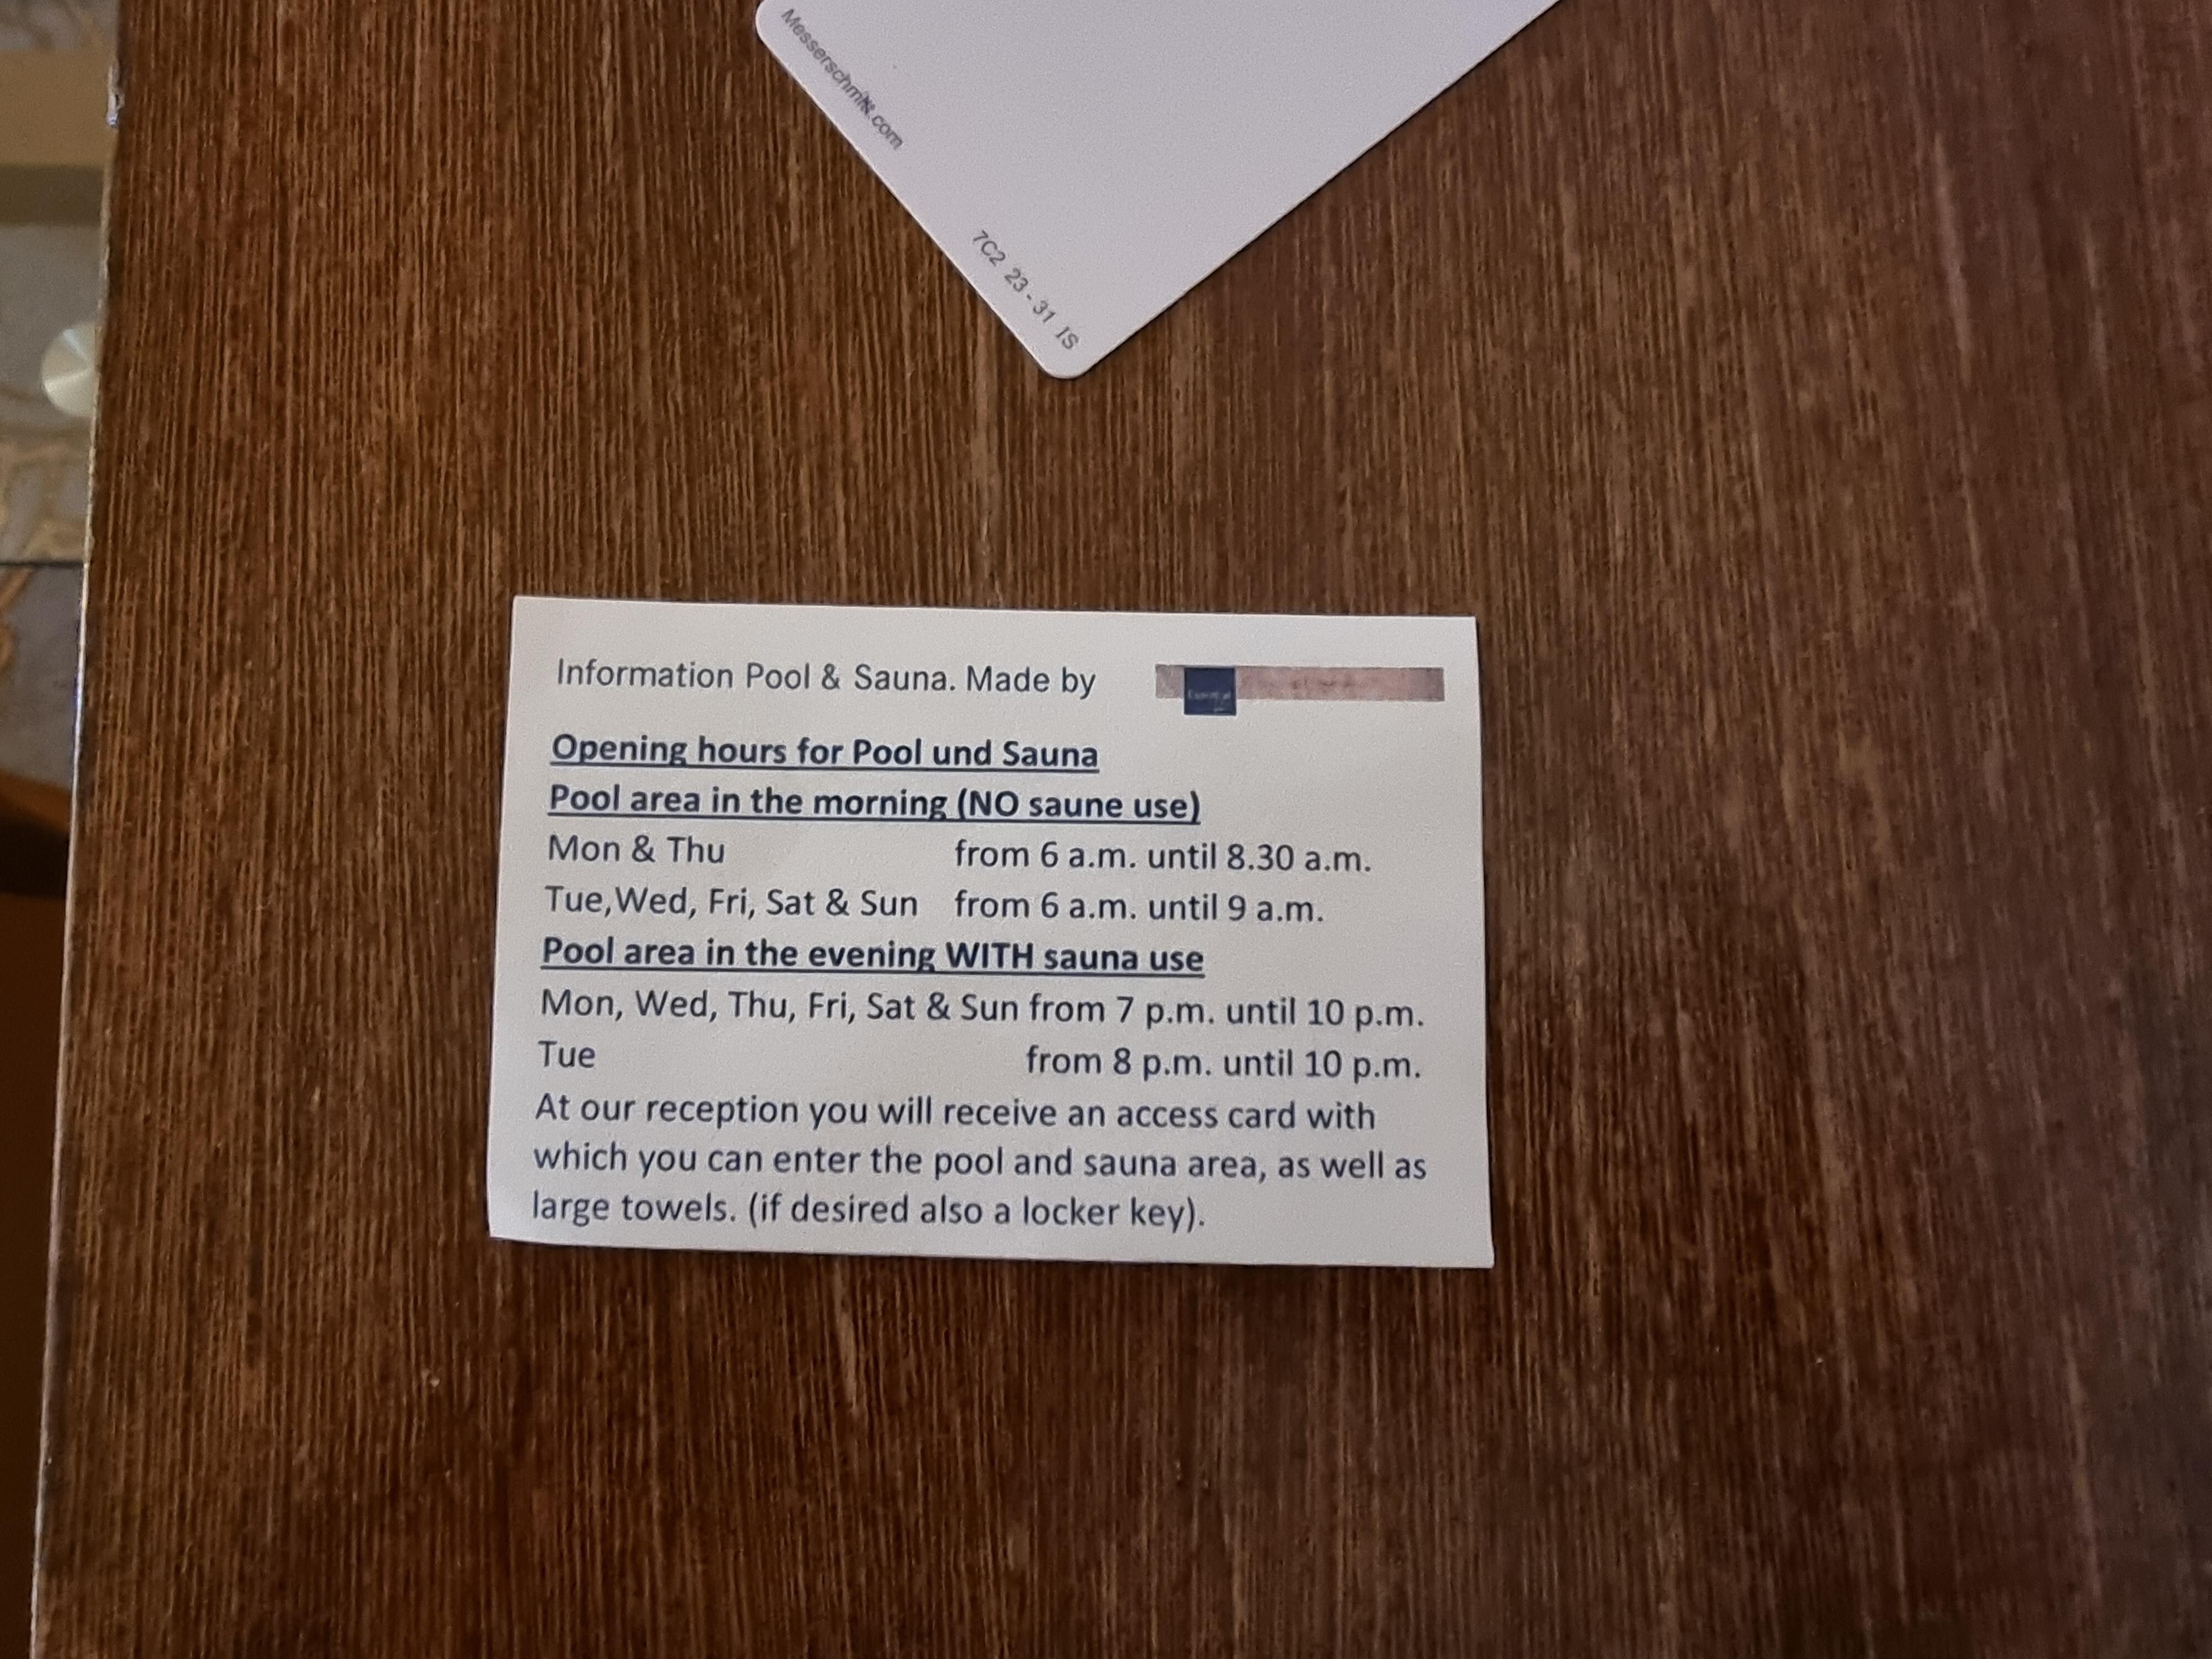 Messerschmitt.com
7C2 23-31 IS
Information Pool & Sauna. Made by
Opening hours for Pool und Sauna
Pool area in the morning (NO saune use)
Mon & Thu from 6 a.m. until 8.30 a.m.
Tue,Wed, Fri, Sat & Sun from 6 a.m. until 9 a.m.
Pool area in the evening WITH sauna use
Mon, Wed, Thu, Fri, Sat & Sun from 7 p.m. until 10 p.m.
Tue from 8 p.m. until 10 p.m.
At our reception you will receive an access card with
which you can enter the pool and sauna area, as well as
large towels. (if desired also a locker key).